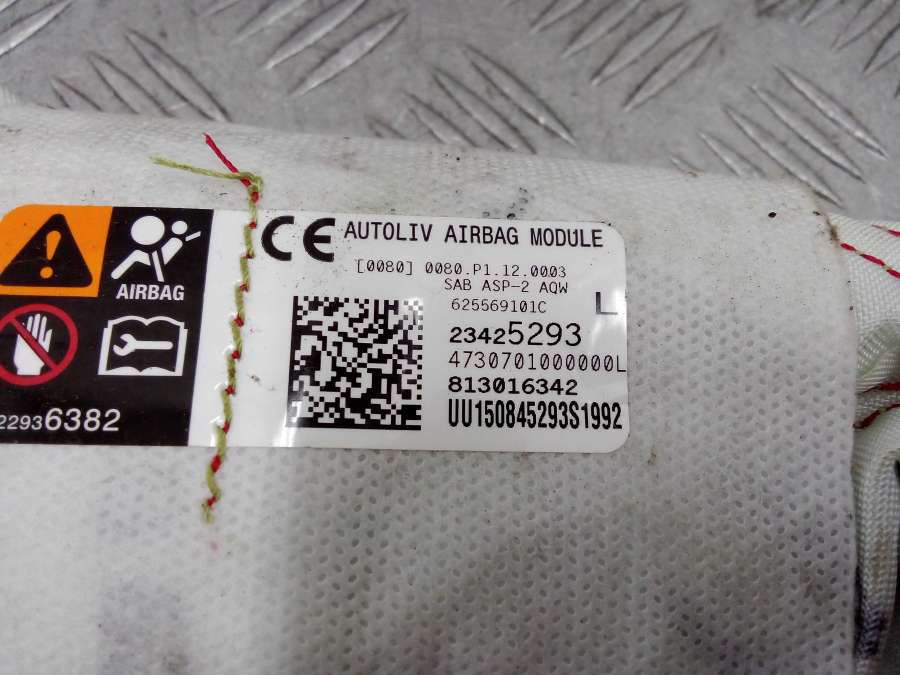 CE AUTOLIV AIRBAG MODULE
[0080] 0080.P1.12.0003
SAB ASP-2 AQW
625569101C L
23425293
4730701000000L
813016342
UU150845293S1992
AIRBAG
22936382